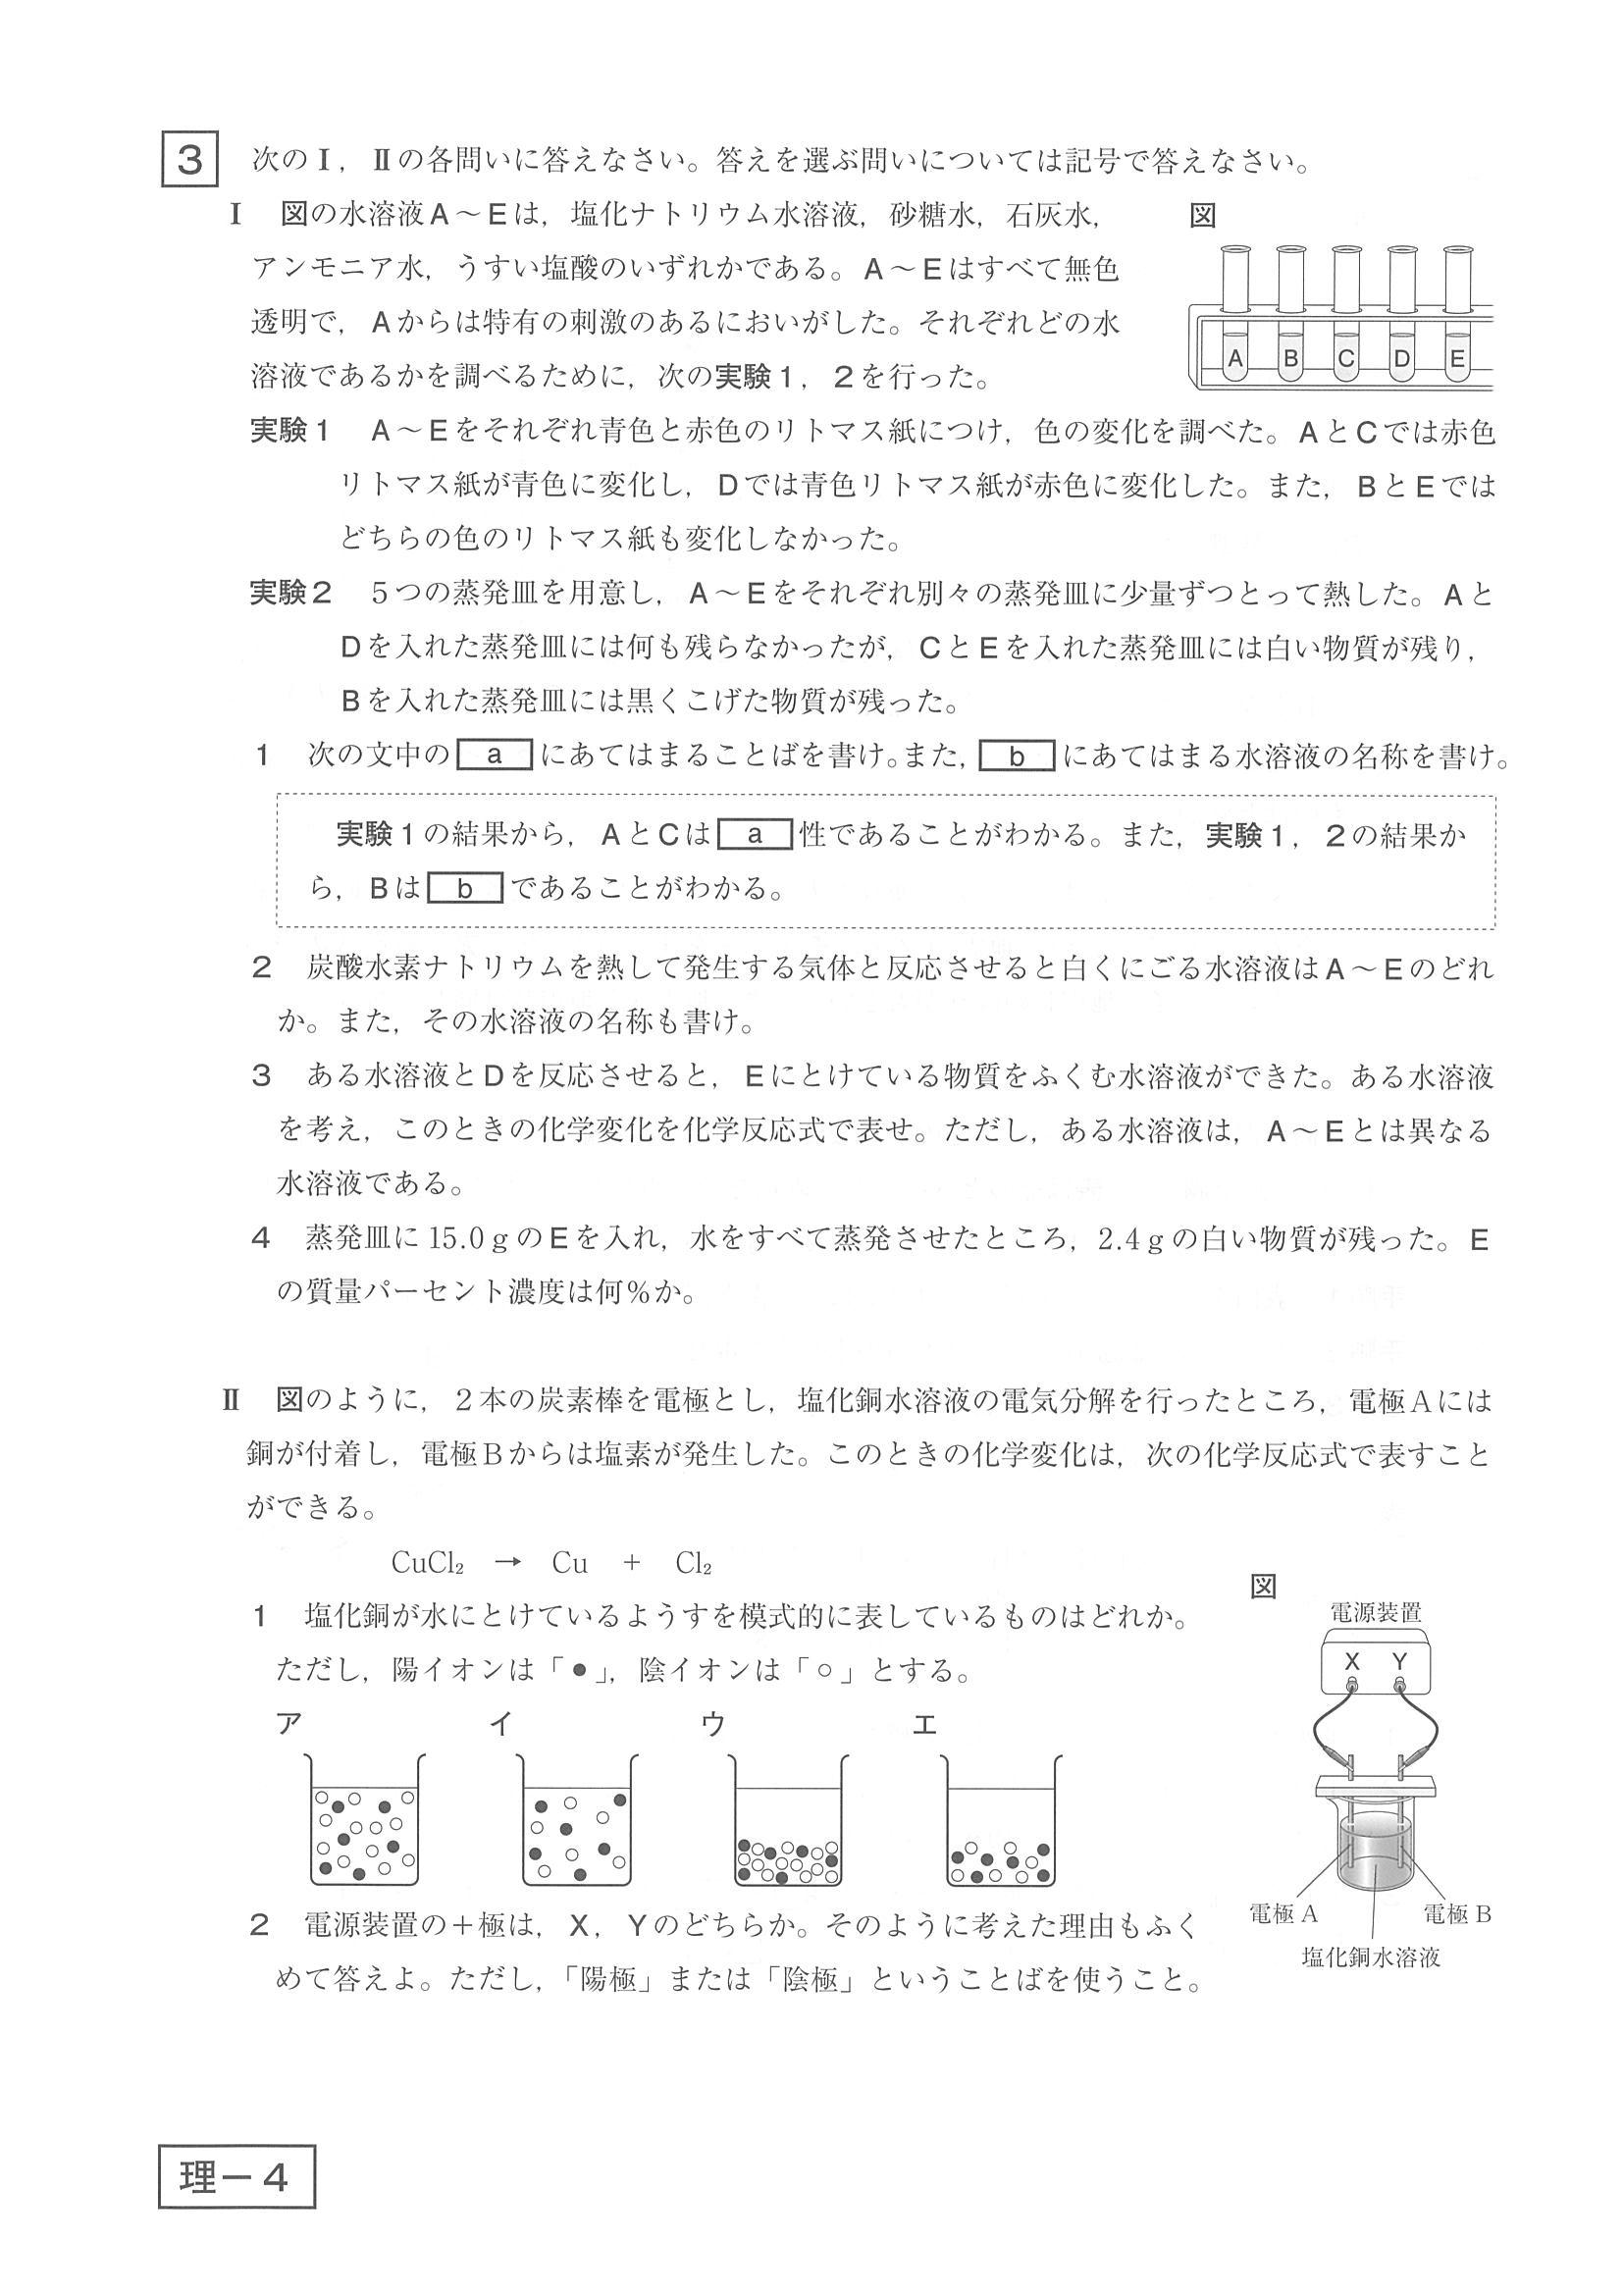 3 次のⅠ，Ⅱの各問いに答えなさい。答えを選ぶ問いについては記号で答えなさい。
Ⅰ 図の水溶液A～Eは，塩化ナトリウム水溶液，砂糖水，石灰水，
アンモニア水，うすい塩酸のいずれかである。A～Eはすべて無色
透明で，Aからは特有の刺激のあるにおいがした。それぞれどの水
溶液であるかを調べるために，次の実験1，2を行った。
図
A B C D E
実験1 A～Eをそれぞれ青色と赤色のリトマス紙につけ，色の変化を調べた。AとCでは赤色
リトマス紙が青色に変化し，Dでは青色リトマス紙が赤色に変化した。また，BとEでは
どちらの色のリトマス紙も変化しなかった。
実験2 5つの蒸発皿を用意し，A～Eをそれぞれ別々の蒸発皿に少量ずつとって熱した。Aと
Dを入れた蒸発皿には何も残らなかったが，CとEを入れた蒸発皿には白い物質が残り，
Bを入れた蒸発皿には黒くこげた物質が残った。
1 次の文中の a にあてはまることばを書け。また， b にあてはまる水溶液の名称を書け。
実験1の結果から，AとCは a 性であることがわかる。また，実験1，2の結果か
ら，Bは b であることがわかる。
2 炭酸水素ナトリウムを熱して発生する気体と反応させると白くにごる水溶液はA～Eのどれ
か。また，その水溶液の名称も書け。
3 ある水溶液とDを反応させると，Eにとけている物質をふくむ水溶液ができた。ある水溶液
を考え，このときの化学変化を化学反応式で表せ。ただし，ある水溶液は，A～Eとは異なる
水溶液である。
4 蒸発皿に15.0gのEを入れ，水をすべて蒸発させたところ，2.4gの白い物質が残った。E
の質量パーセント濃度は何％か。
Ⅱ 図のように，2本の炭素棒を電極とし，塩化銅水溶液の電気分解を行ったところ，電極Aには
銅が付着し，電極Bからは塩素が発生した。このときの化学変化は，次の化学反応式で表すこと
ができる。
CuCl₂ → Cu + Cl₂
1 塩化銅が水にとけているようすを模式的に表しているものはどれか。
ただし，陽イオンは「●」，陰イオンは「○」とする。
ア イ ウ エ
図
電源装置
X Y
電極A 電極B
塩化銅水溶液
2 電源装置の＋極は，X，Yのどちらか。そのように考えた理由もふく
めて答えよ。ただし，「陽極」または「陰極」ということばを使うこと。
理－4